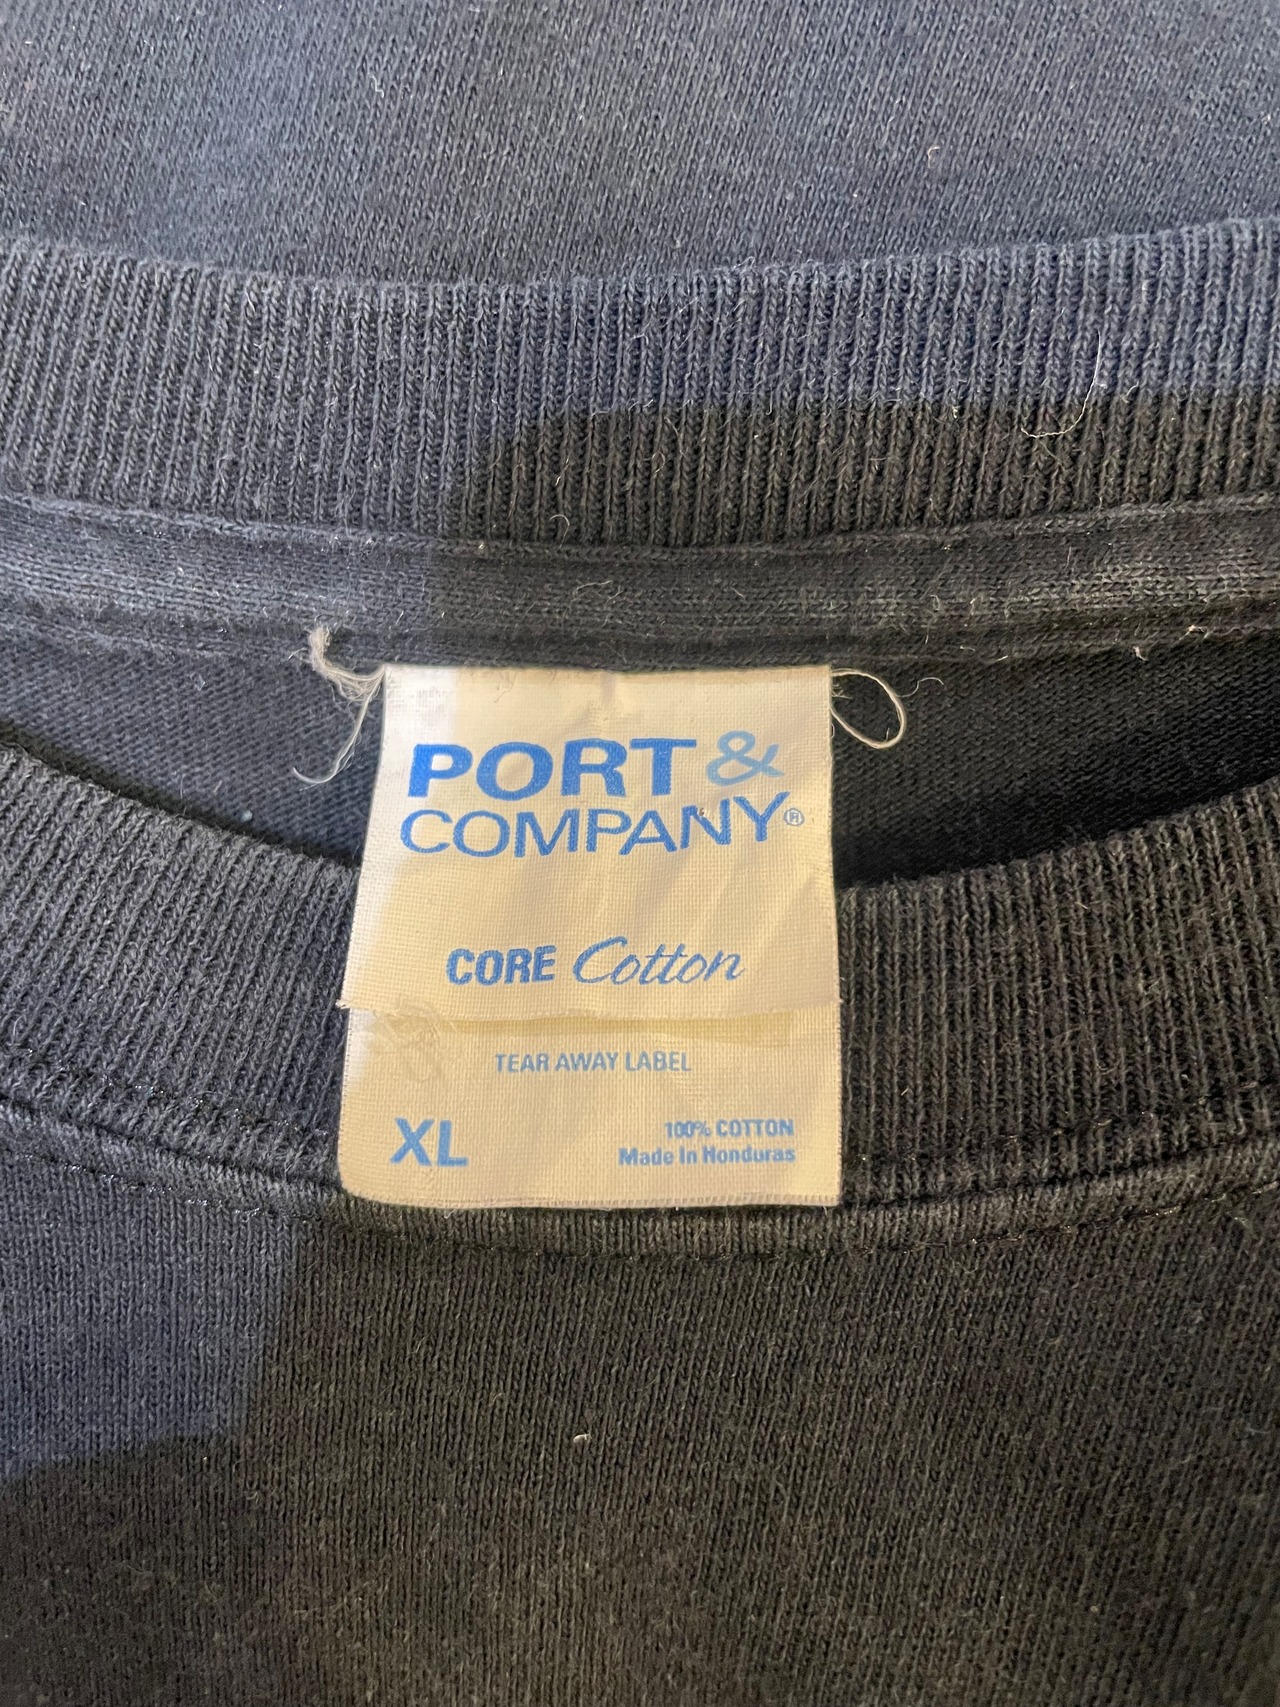 PORT &
COMPANY®
CORE Cotton
TEAR AWAY LABEL
XL
100% COTTON
Made In Honduras